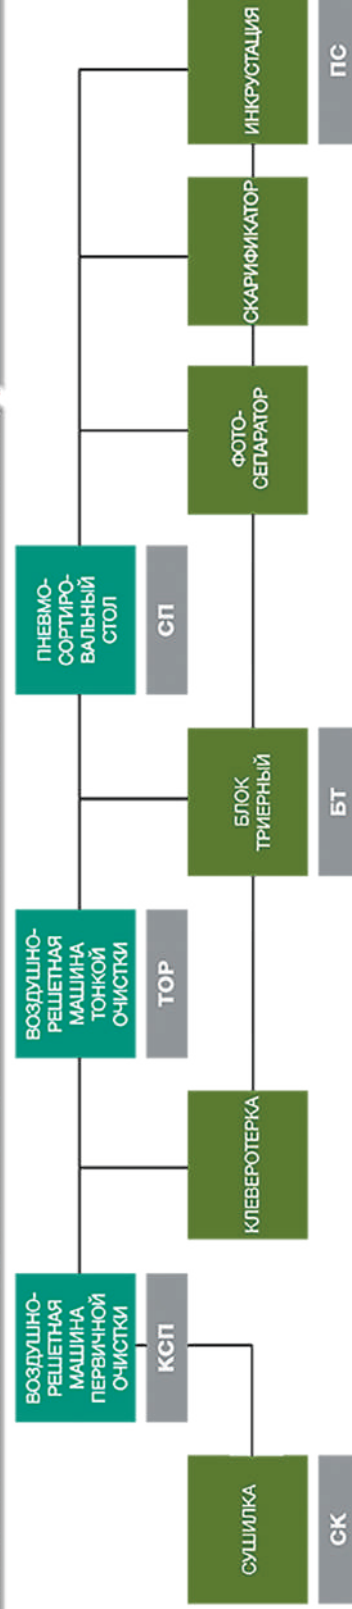 СУШИЛКА
СК
ВОЗДУШНО-
РЕШЕТНАЯ
МАШИНА
ПЕРВИЧНОЙ
ОЧИСТКИ
КСП
КЛЕВЕРОТЕРКА
ВОЗДУШНО-
РЕШЕТНАЯ
МАШИНА
ТОНКОЙ
ОЧИСТКИ
ТОР
БЛОК
ТРИЕРНЫЙ
БТ
ПНЕВМО-
СОРТИРО-
ВАЛЬНЫЙ
СТОЛ
СП
ФОТО-
СЕПАРАТОР
СКАРИФИКАТОР
ИНКРУСТАЦИЯ
ПС